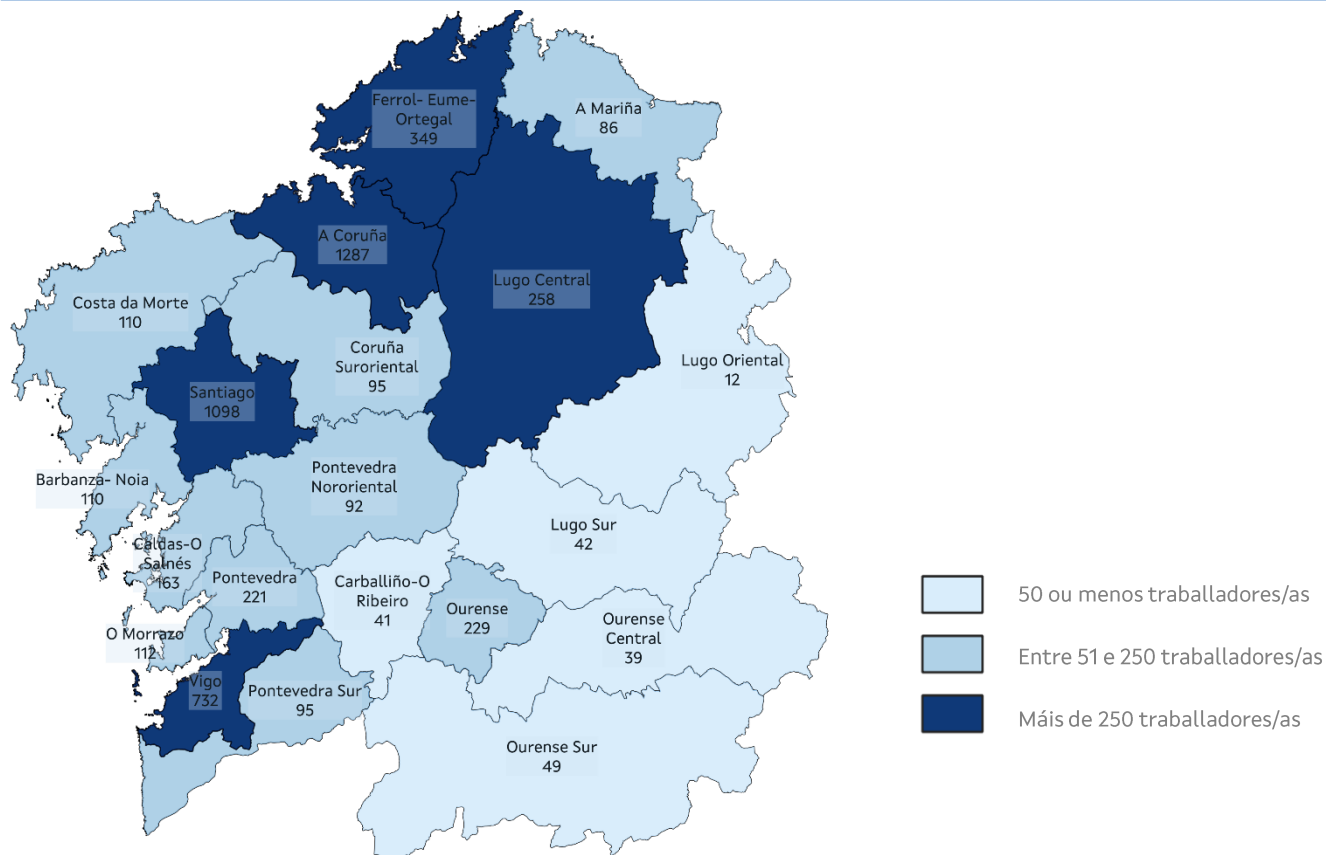 Ferrol- Eume-
Ortegal
349
A Mariña
86
A Coruña
1287
Lugo Central
258
Costa da Morte
110
Coruña
Suroriental
95
Lugo Oriental
12
Santiago
1098
Barbanza- Noia
110
Pontevedra
Nororiental
92
Lugo Sur
42
Caldas-O
Salnés
163
Pontevedra
221
Carballiño-O
Ribeiro
41
Ourense
229
Ourense
Central
39
O Morrazo
112
Vigo
732
Pontevedra Sur
95
Ourense Sur
49
50 ou menos traballadores/as
Entre 51 e 250 traballadores/as
Máis de 250 traballadores/as